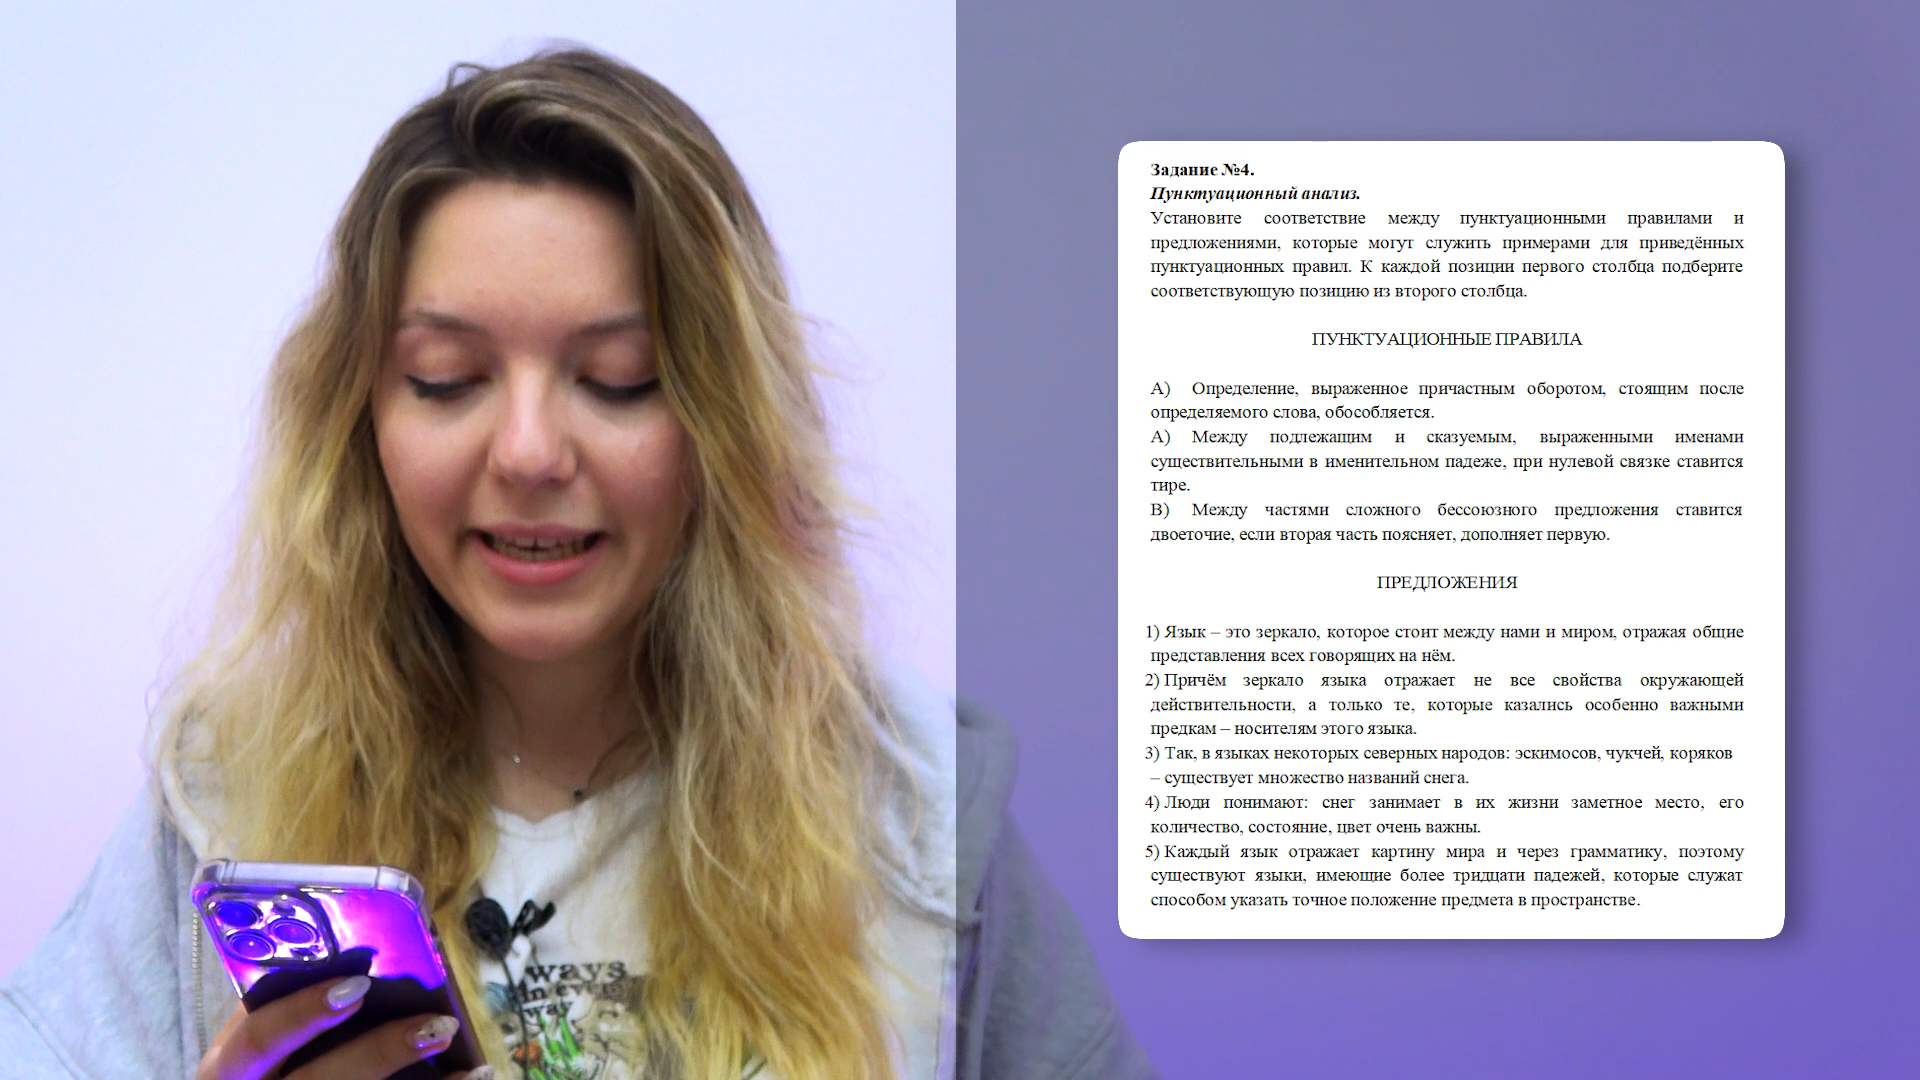 Задание №4.
Пунктуационный анализ.
Установите соответствие между пунктуационными правилами и
предложениями, которые могут служить примерами для приведённых
пунктуационных правил. К каждой позиции первого столбца подберите
соответствующую позицию из второго столбца.
ПУНКТУАЦИОННЫЕ ПРАВИЛА
А) Определение, выраженное причастным оборотом, стоящим после
определяемого слова, обособляется.
А) Между подлежащим и сказуемым, выраженными именами
существительными в именительном падеже, при нулевой связке ставится
тире.
В) Между частями сложного бессоюзного предложения ставится
двоеточие, если вторая часть поясняет, дополняет первую.
ПРЕДЛОЖЕНИЯ
1) Язык – это зеркало, которое стоит между нами и миром, отражая общие
представления всех говорящих на нём.
2) Причём зеркало языка отражает не все свойства окружающей
действительности, а только те, которые казались особенно важными
предкам – носителям этого языка.
3) Так, в языках некоторых северных народов: эскимосов, чукчей, коряков
– существует множество названий снега.
4) Люди понимают: снег занимает в их жизни заметное место, его
количество, состояние, цвет очень важны.
5) Каждый язык отражает картину мира и через грамматику, поэтому
существуют языки, имеющие более тридцати падежей, которые служат
способом указать точное положение предмета в пространстве.
ways
in every
way